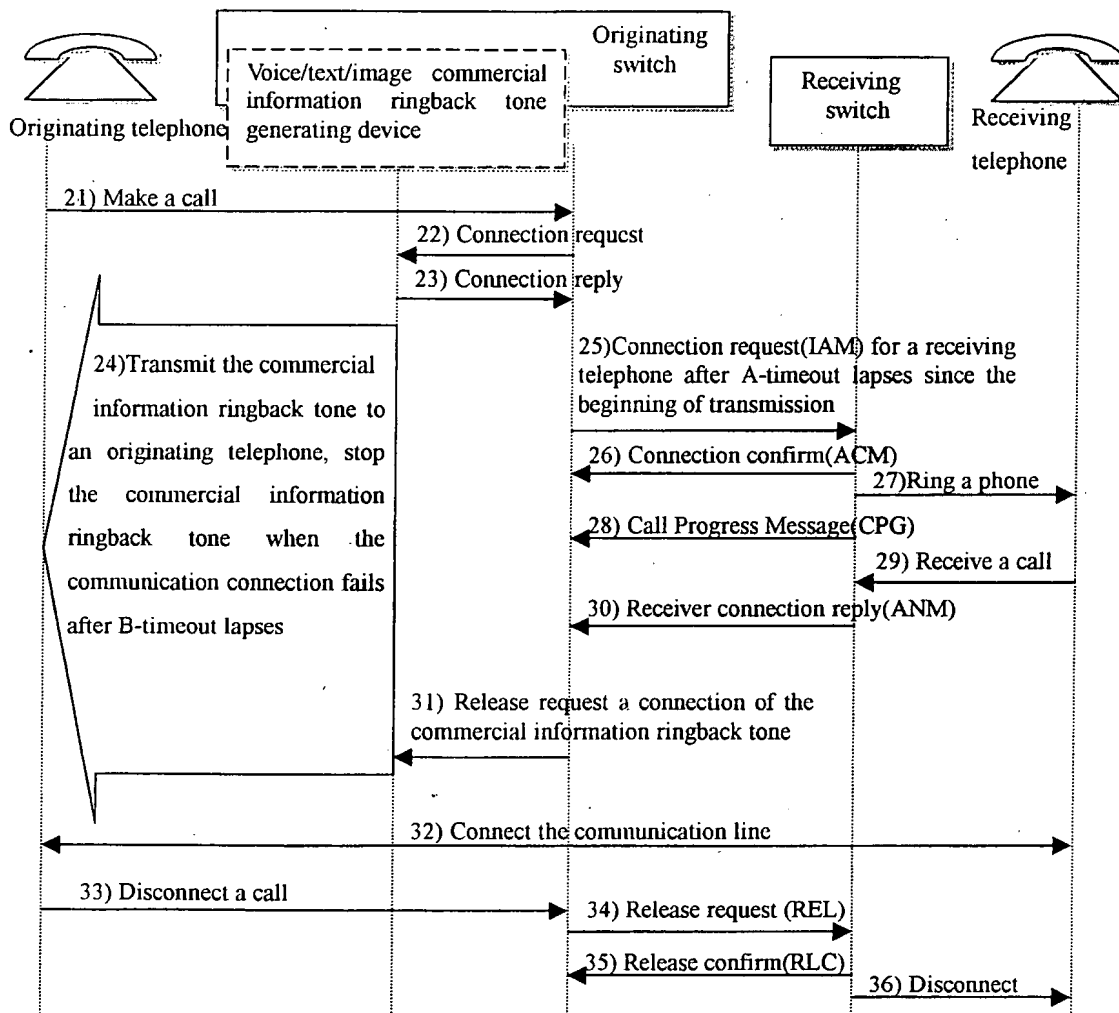 Originating
switch
Voice/text/image commercial
information ringback tone
generating device
Receiving
switch
Originating telephone
Receiving
telephone
21) Make a call
22) Connection request
23) Connection reply
24)Transmit the commercial
information ringback tone to
an originating telephone, stop
the commercial information
ringback tone when the
communication connection fails
after B-timeout lapses
25)Connection request(IAM) for a receiving
telephone after A-timeout lapses since the
beginning of transmission
26) Connection confirm(ACM)
27)Ring a phone
28) Call Progress Message(CPG)
29) Receive a call
30) Receiver connection reply(ANM)
31) Release request a connection of the
commercial information ringback tone
32) Connect the communication line
33) Disconnect a call
34) Release request (REL)
35) Release confirm(RLC)
36) Disconnect